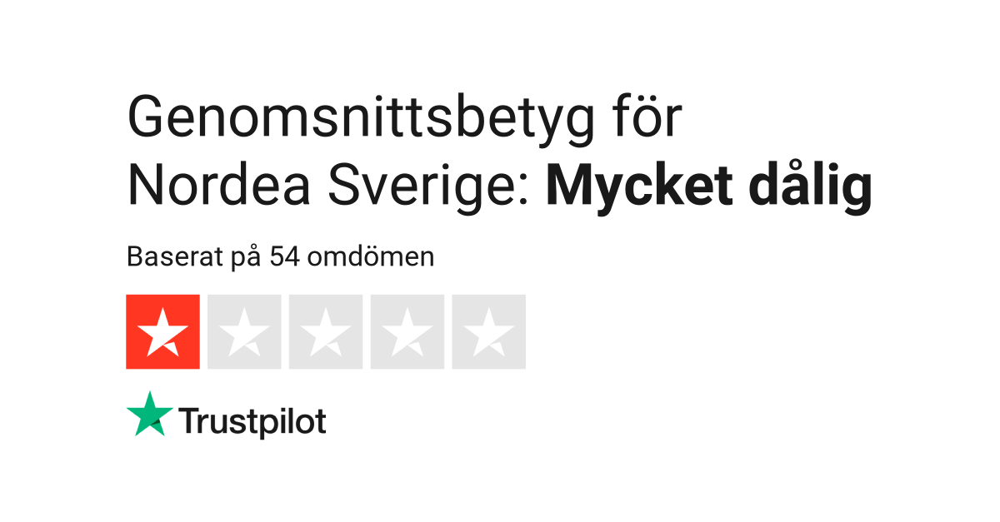 Genomsnittsbetyg för
Nordea Sverige: Mycket dålig
Baserat på 54 omdömen
Trustpilot